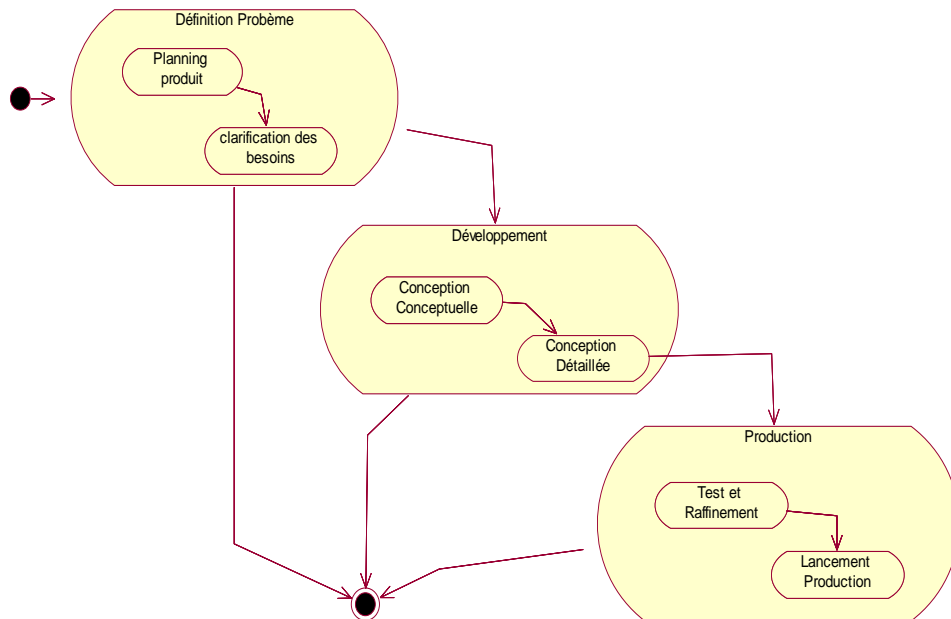 Définition Probème
Planning
produit
clarification des
besoins
Développement
Conception
Conceptuelle
Conception
Détaillée
Production
Test et
Raffinement
Lancement
Production